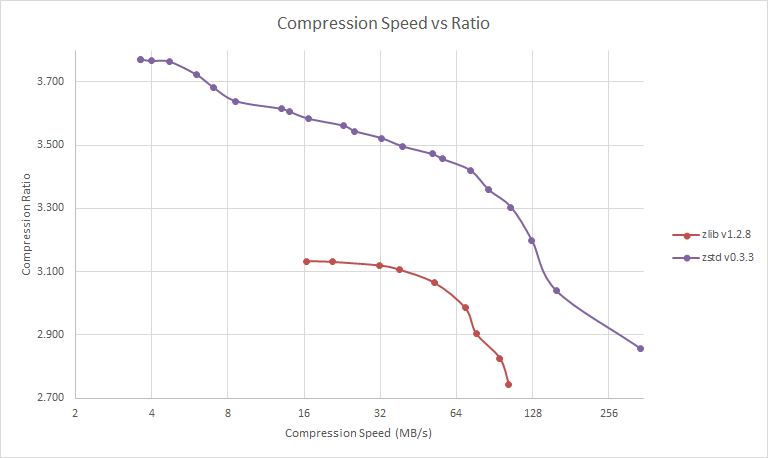 Compression Speed vs Ratio
3.700
3.500
3.300
3.100
2.900
2.700
Compression Ratio
2 4 8 16 32 64 128 256
Compression Speed (MB/s)
zlib v1.2.8
zstd v0.3.3